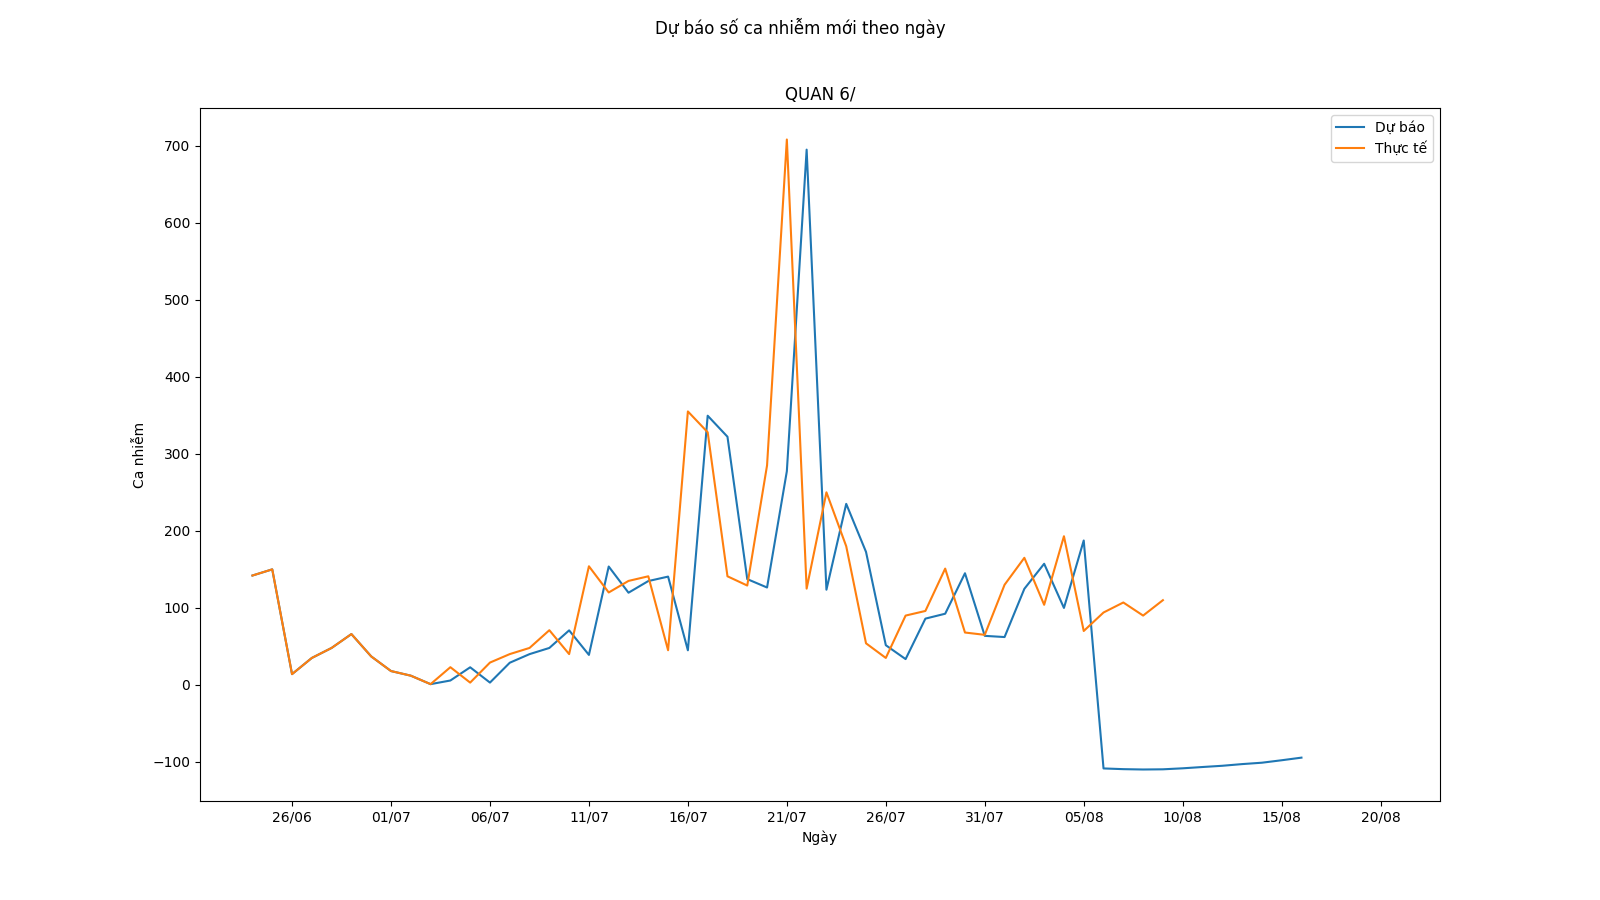 Dự báo số ca nhiễm mới theo ngày
QUAN 6/
Dự báo
Thực tế
700
600
500
400
300
200
100
0
−100
Ca nhiễm
26/06 01/07 06/07 11/07 16/07 21/07 26/07 31/07 05/08 10/08 15/08 20/08
Ngày